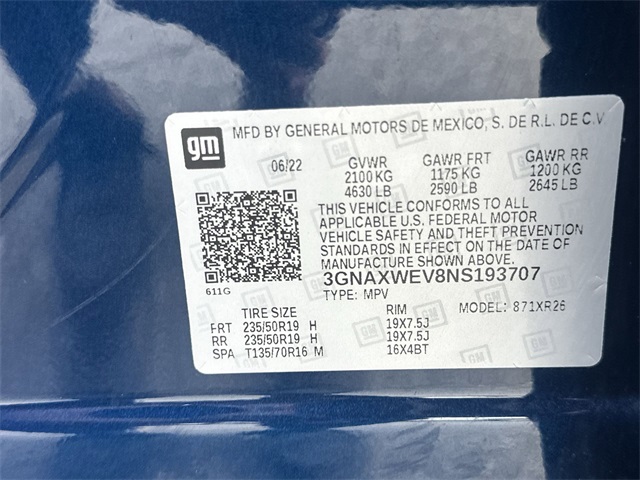 gm MFD BY GENERAL MOTORS DE MEXICO, S. DE R.L. DE C.V
06/22 GVWR GAWR FRT GAWR RR
2100 KG 1175 KG 1200 KG
4630 LB 2590 LB 2645 LB
THIS VEHICLE CONFORMS TO ALL
APPLICABLE U.S. FEDERAL MOTOR
VEHICLE SAFETY AND THEFT PREVENTION
STANDARDS IN EFFECT ON THE DATE OF
MANUFACTURE SHOWN ABOVE.
3GNAXWEV8NS193707
611G TYPE: MPV MODEL: 871XR26
TIRE SIZE RIM
FRT 235/50R19 H 19X7.5J
RR 235/50R19 H 19X7.5J
SPA T135/70R16 M 16X4BT